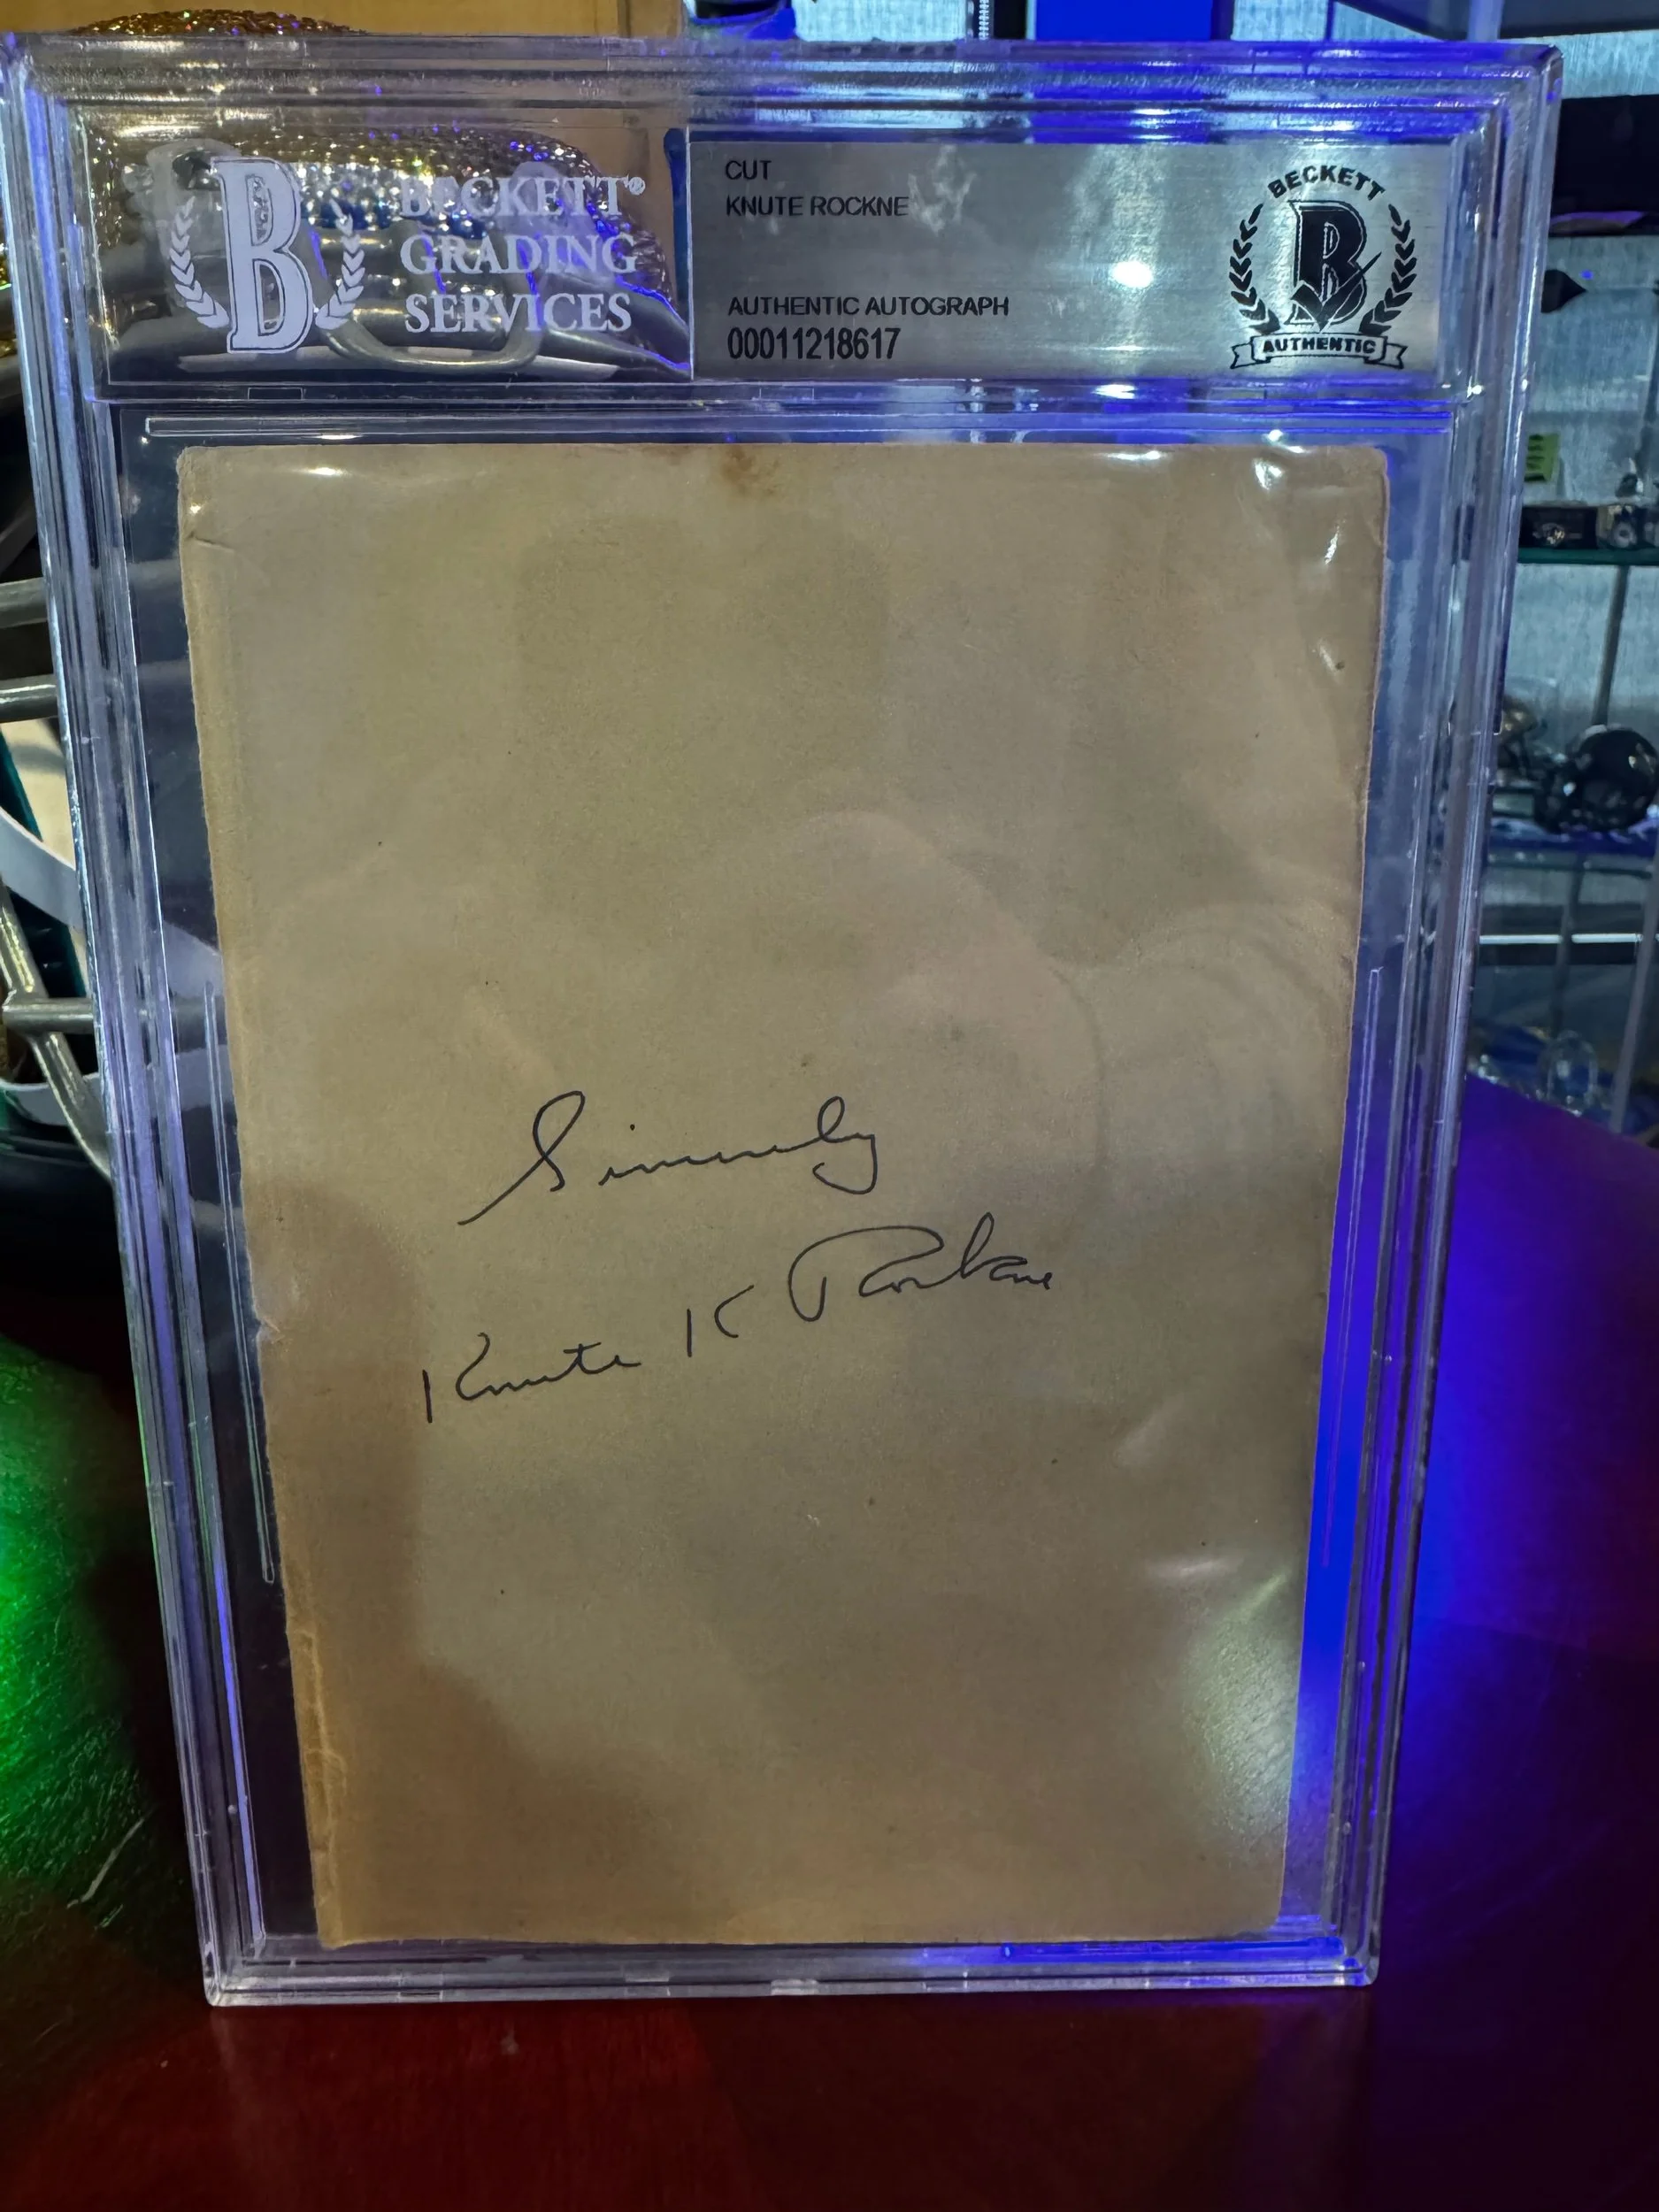 BECKETT®
GRADING
SERVICES
CUT
KNUTE ROCKNE
AUTHENTIC AUTOGRAPH
00011218617
BECKETT
B
AUTHENTIC
Sincerely
Knute K Rockne